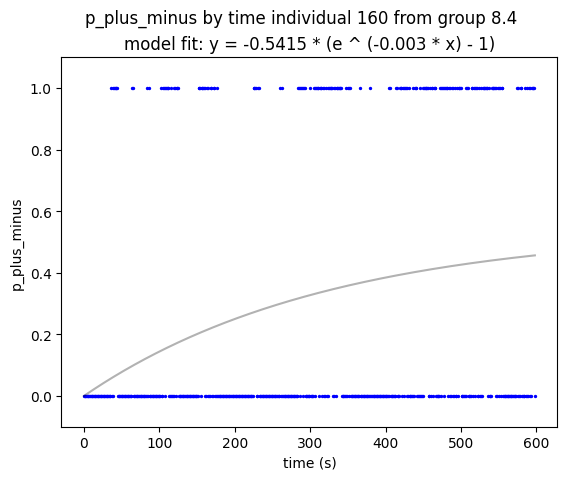 p_plus_minus by time individual 160 from group 8.4
model fit: y = -0.5415 * (e ^ (-0.003 * x) - 1)
1.0
0.8
0.6
0.4
0.2
0.0
p_plus_minus
0 100 200 300 400 500 600
time (s)